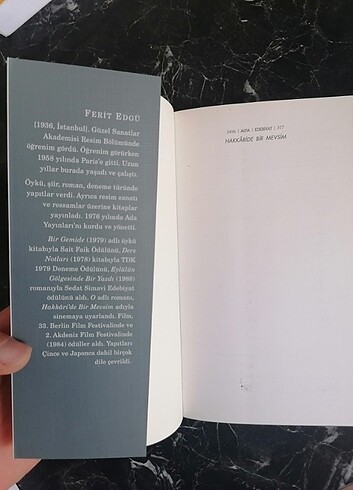 FERİT EDGÜ
[1936, İstanbul]. Güzel Sanatlar
Akademisi Resim Bölümünde
öğrenim gördü. Öğrenim görürken
1958 yılında Paris'e gitti. Uzun
yıllar burada yaşadı ve çalıştı.
Öykü, şiir, roman, deneme türünde
yapıtlar verdi. Ayrıca resim sanatı
ve ressamlar üzerine kitaplar
yayınladı. 1976 yılında Ada
Yayınları'nı kurdu ve yönetti.
Bir Gemide (1979) adlı öykü
kitabıyla Sait Faik Ödülünü, Ders
Notları (1978) kitabıyla TDK
1979 Deneme Ödülünü, Eylülün
Gölgesinde Bir Yazdı (1988)
romanıyla Sedat Simavi Edebiyat
ödülünü aldı. O adlı romanı,
Hakkâri'de Bir Mevsim adıyla
sinemaya uyarlandı. Film,
33. Berlin Film Festivalinde ve
2. Akdeniz Film Festivalinde
(1984) ödüller aldı. Yapıtları
Çince ve Japonca dahil birçok
dile çevrildi.
ALFA | EDEBİYAT | 377
HAKKÂRİDE BİR MEVSİM